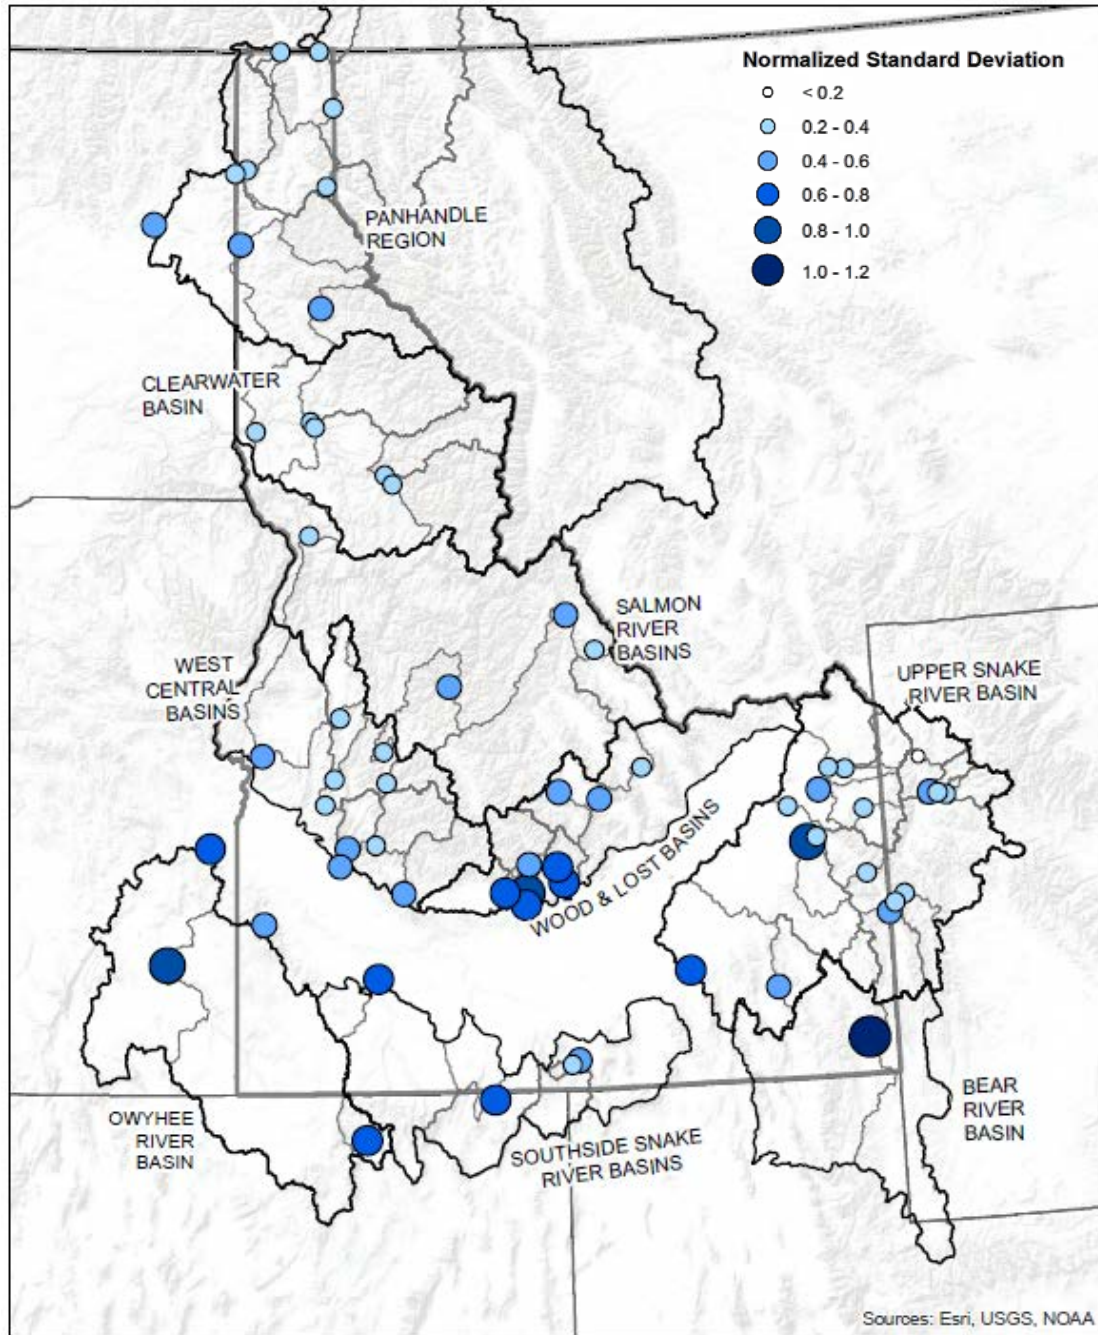 Normalized Standard Deviation
< 0.2
0.2 - 0.4
0.4 - 0.6
0.6 - 0.8
0.8 - 1.0
1.0 - 1.2
PANHANDLE
REGION
CLEARWATER
BASIN
SALMON
RIVER
BASINS
WEST
CENTRAL
BASINS
UPPER SNAKE
RIVER BASIN
WOOD & LOST BASINS
OWYHEE
RIVER
BASIN
SOUTHSIDE SNAKE
RIVER BASINS
BEAR
RIVER
BASIN
Sources: Esri, USGS, NOAA